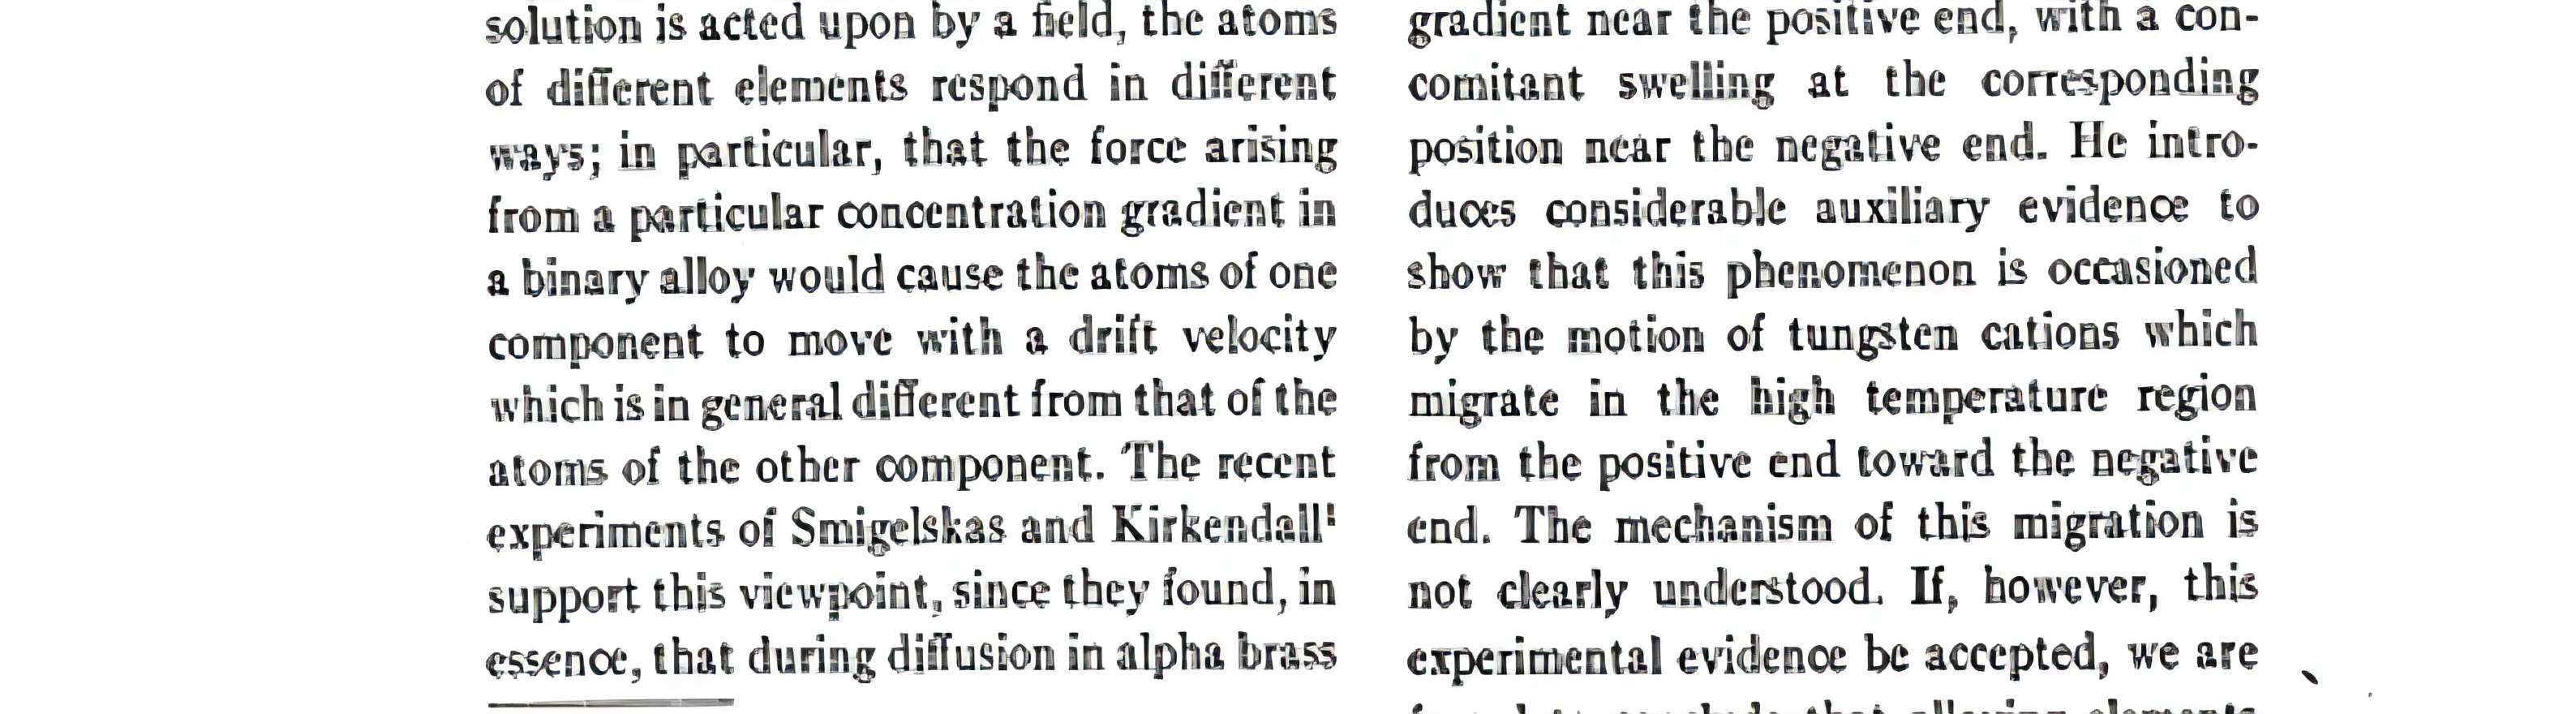 solution is acted upon by a field, the atoms
of different elements respond in different
ways; in particular, that the force arising
from a particular concentration gradient in
a binary alloy would cause the atoms of one
component to move with a drift velocity
which is in general different from that of the
atoms of the other component. The recent
experiments of Smigelskas and Kirkendall¹
support this viewpoint, since they found, in
essence, that during diffusion in alpha brass
gradient near the positive end, with a con-
comitant swelling at the corresponding
position near the negative end. He intro-
duces considerable auxiliary evidence to
show that this phenomenon is occasioned
by the motion of tungsten cations which
migrate in the high temperature region
from the positive end toward the negative
end. The mechanism of this migration is
not clearly understood. If, however, this
experimental evidence be accepted, we are
that alloying elements